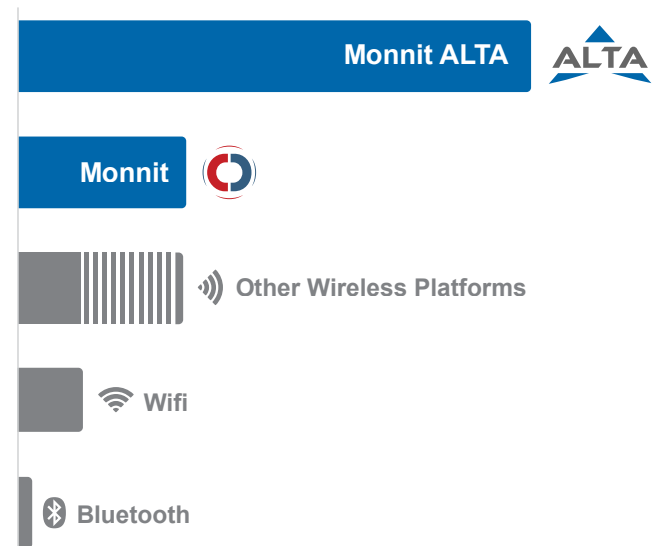 Monnit ALTA
ALTA
Monnit
Other Wireless Platforms
Wifi
Bluetooth